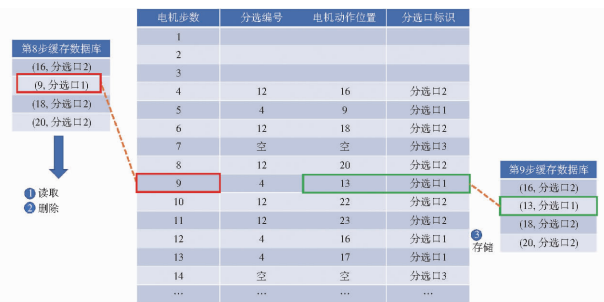 第8步缓存数据库
(16, 分选口2)
(9, 分选口1)
(18, 分选口2)
(20, 分选口2)
❶ 读取
❷ 删除
电机步数 分选编号 电机动作位置 分选口标识
1
2
3
4 12 16 分选口2
5 4 9 分选口1
6 12 18 分选口2
7 空 空 分选口3
8 12 20 分选口2
9 4 13 分选口1
10 12 22 分选口2
11 12 23 分选口2
12 4 16 分选口1
13 4 17 分选口1
14 空 空 分选口3
… … … …
❸
存储
第9步缓存数据库
(16, 分选口2)
(13, 分选口1)
(18, 分选口2)
(20, 分选口2)